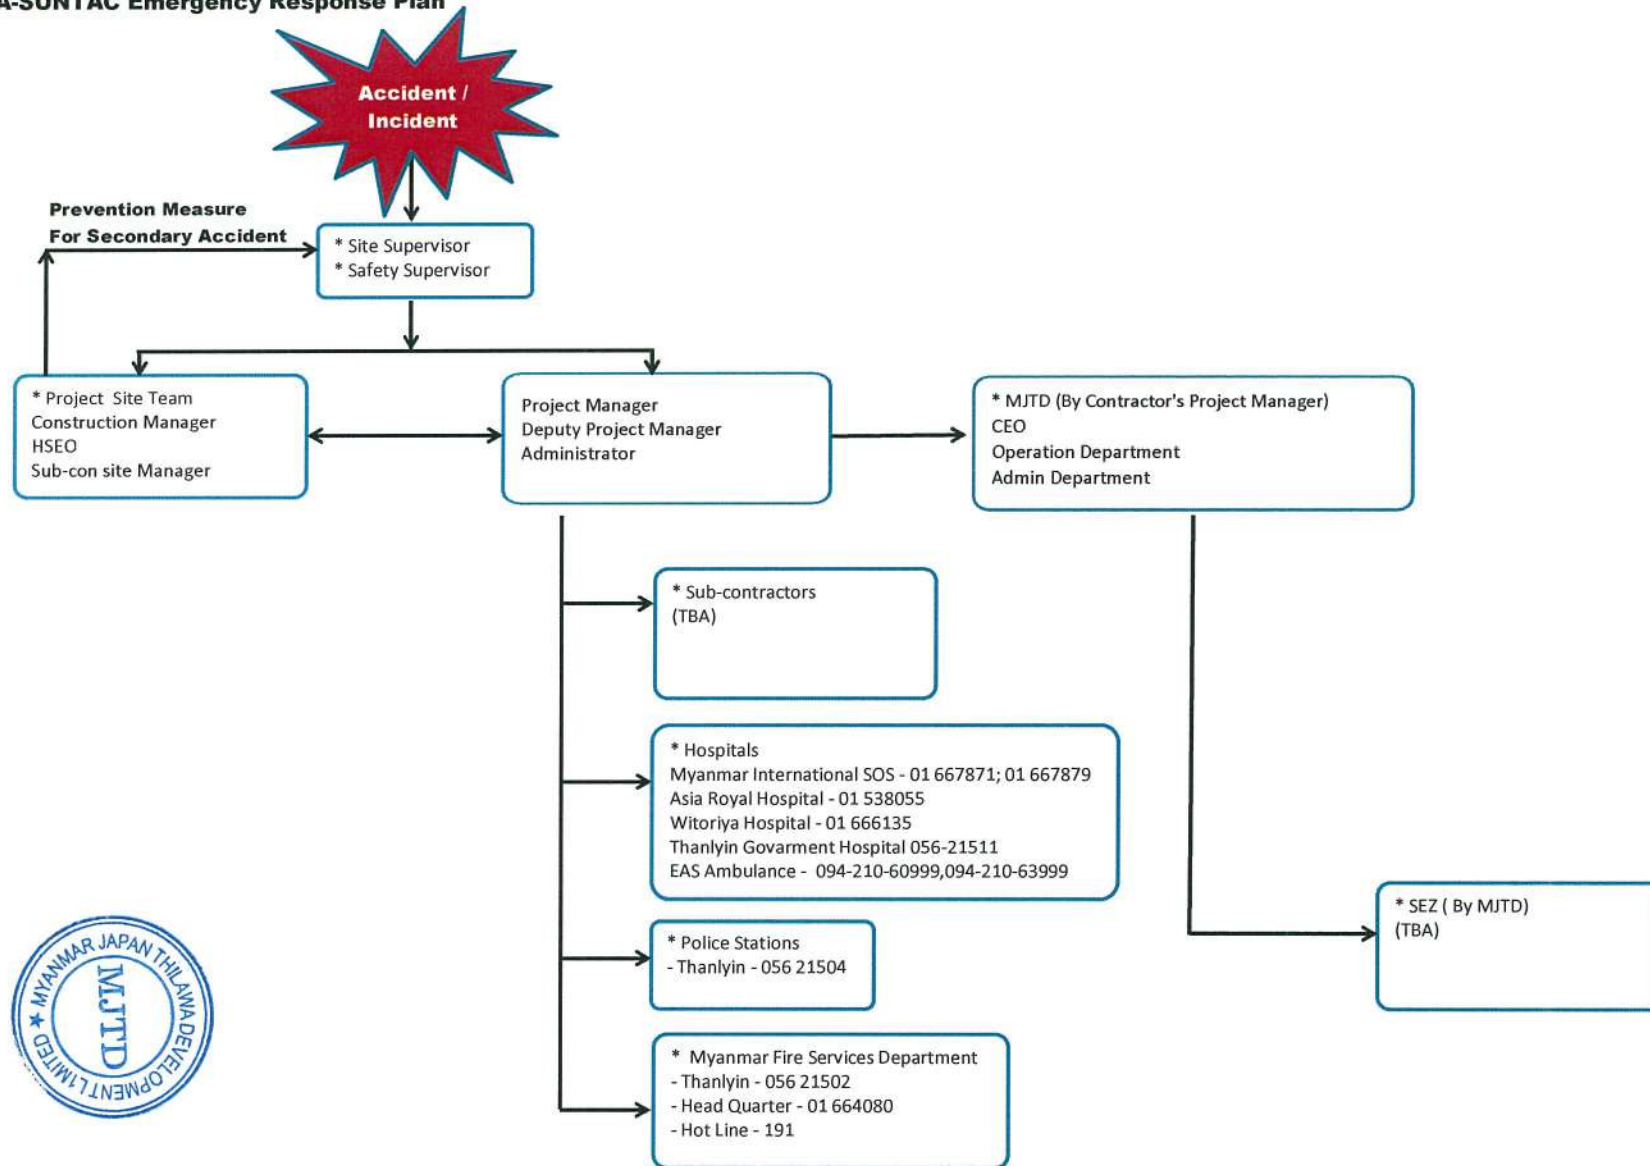 A-SUNTAC Emergency Response Plan
Accident /
Incident
Prevention Measure
For Secondary Accident
* Site Supervisor
* Safety Supervisor
* Project Site Team
Construction Manager
HSEO
Sub-con site Manager
Project Manager
Deputy Project Manager
Administrator
* MJTD (By Contractor's Project Manager)
CEO
Operation Department
Admin Department
* Sub-contractors
(TBA)
* Hospitals
Myanmar International SOS - 01 667871; 01 667879
Asia Royal Hospital - 01 538055
Witoriya Hospital - 01 666135
Thanlyin Govarment Hospital 056-21511
EAS Ambulance - 094-210-60999,094-210-63999
* Police Stations
- Thanlyin - 056 21504
* Myanmar Fire Services Department
- Thanlyin - 056 21502
- Head Quarter - 01 664080
- Hot Line - 191
* SEZ ( By MJTD)
(TBA)
MYANMAR JAPAN THILAWA DEVELOPMENT LIMITED ★
MJTD